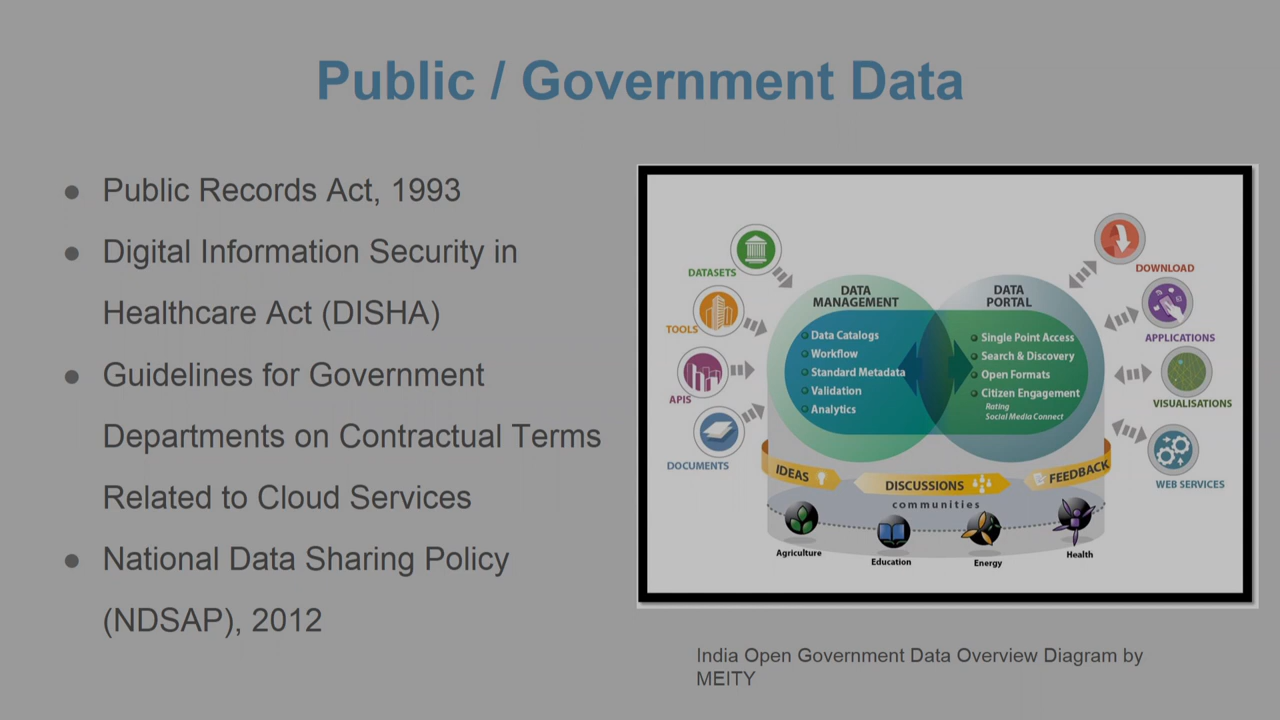 Public / Government Data
● Public Records Act, 1993
● Digital Information Security in
Healthcare Act (DISHA)
● Guidelines for Government
Departments on Contractual Terms
Related to Cloud Services
● National Data Sharing Policy
(NDSAP), 2012
DATASETS
TOOLS
APIS
DOCUMENTS
DATA
MANAGEMENT
Data Catalogs
Workflow
Standard Metadata
Validation
Analytics
DATA
PORTAL
Single Point Access
Search & Discovery
Open Formats
Citizen Engagement
Rating
Social Media Connect
DOWNLOAD
APPLICATIONS
VISUALISATIONS
WEB SERVICES
IDEAS
DISCUSSIONS
FEEDBACK
communities
Agriculture
Education
Energy
Health
India Open Government Data Overview Diagram by
MEITY